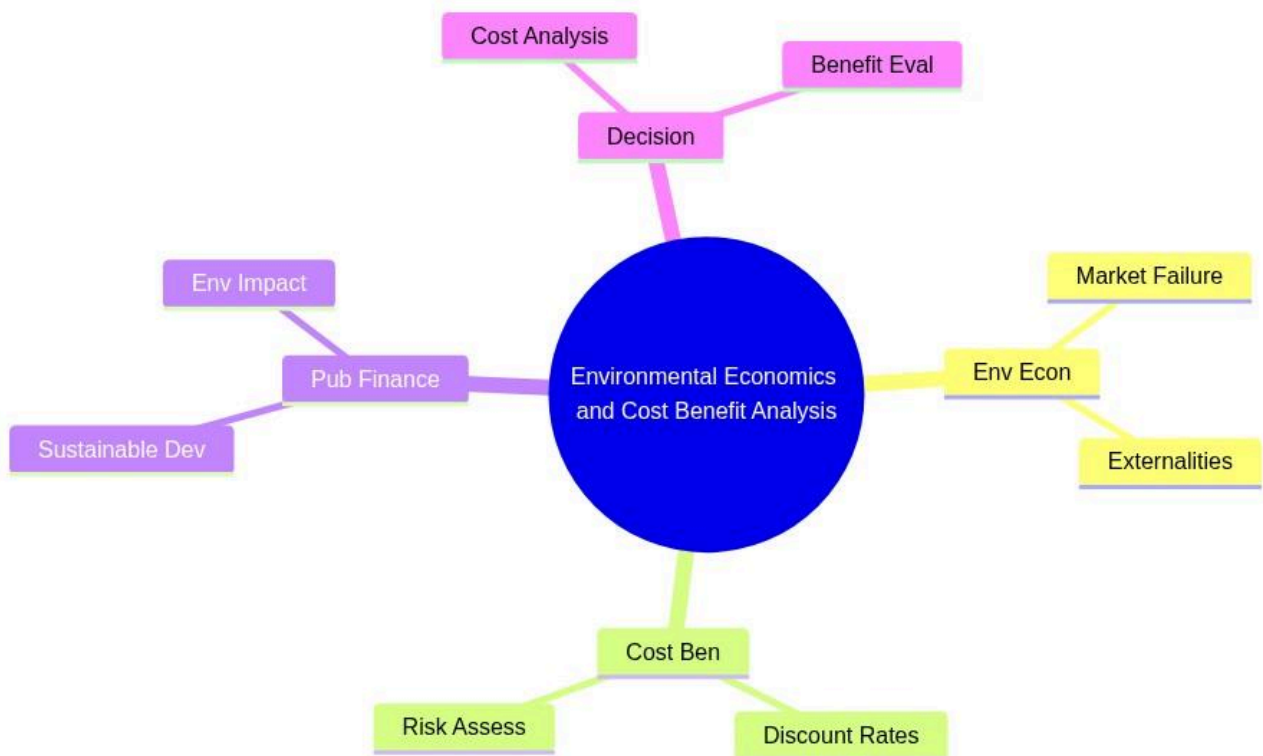 Cost Analysis
Benefit Eval
Decision
Env Impact
Market Failure
Pub Finance
Environmental Economics
and Cost Benefit Analysis
Env Econ
Sustainable Dev
Externalities
Cost Ben
Risk Assess
Discount Rates